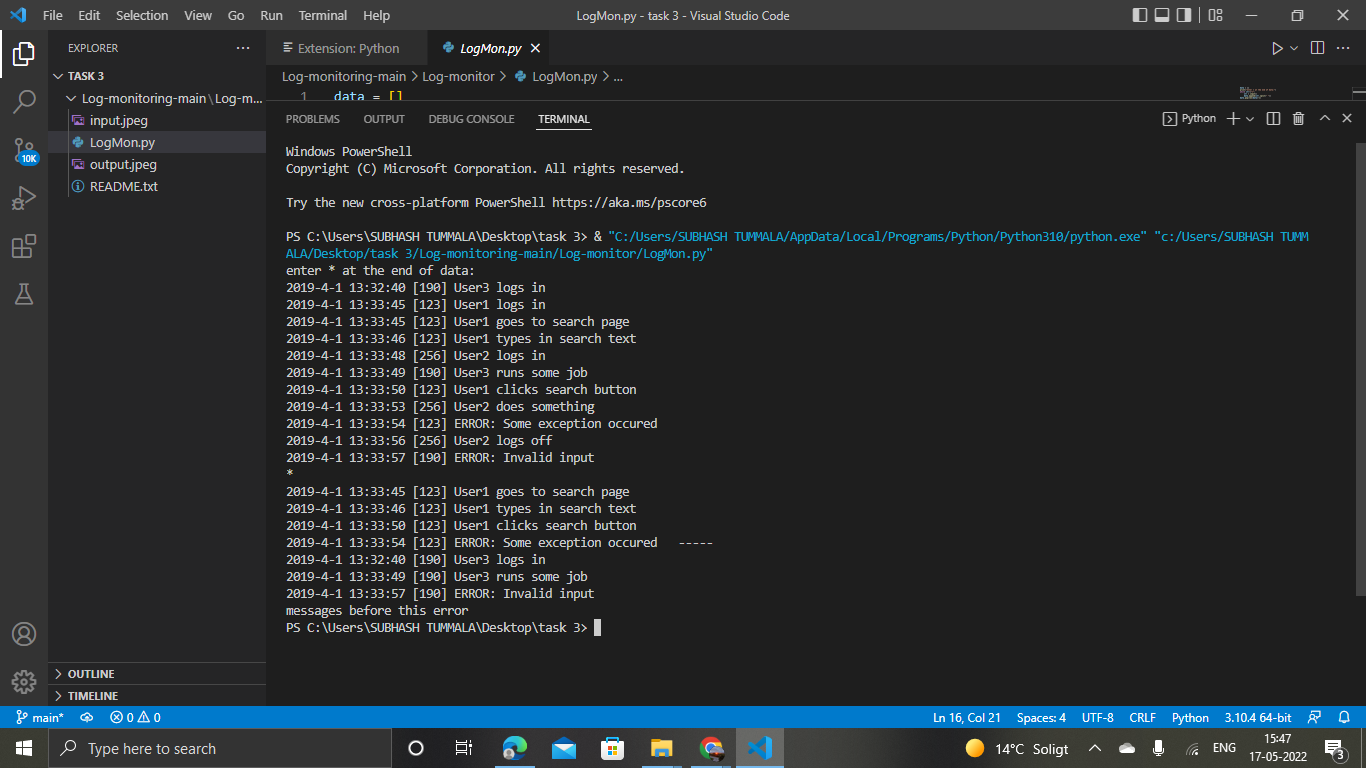 File Edit Selection View Go Run Terminal Help LogMon.py - task 3 - Visual Studio Code
EXPLORER
Extension: Python LogMon.py
TASK 3
Log-monitoring-main > Log-monitor > LogMon.py > ...
Log-monitoring-main \ Log-m...
1 data = []
input.jpeg
LogMon.py
output.jpeg
README.txt
10K
PROBLEMS OUTPUT DEBUG CONSOLE TERMINAL Python
Windows PowerShell
Copyright (C) Microsoft Corporation. All rights reserved.
Try the new cross-platform PowerShell https://aka.ms/pscore6
PS C:\Users\SUBHASH TUMMALA\Desktop\task 3> & "C:/Users/SUBHASH TUMMALA/AppData/Local/Programs/Python/Python310/python.exe" "c:/Users/SUBHASH TUMM
ALA/Desktop/task 3/Log-monitoring-main/Log-monitor/LogMon.py"
enter * at the end of data:
2019-4-1 13:32:40 [190] User3 logs in
2019-4-1 13:33:45 [123] User1 logs in
2019-4-1 13:33:45 [123] User1 goes to search page
2019-4-1 13:33:46 [123] User1 types in search text
2019-4-1 13:33:48 [256] User2 logs in
2019-4-1 13:33:49 [190] User3 runs some job
2019-4-1 13:33:50 [123] User1 clicks search button
2019-4-1 13:33:53 [256] User2 does something
2019-4-1 13:33:54 [123] ERROR: Some exception occured
2019-4-1 13:33:56 [256] User2 logs off
2019-4-1 13:33:57 [190] ERROR: Invalid input
*
2019-4-1 13:33:45 [123] User1 goes to search page
2019-4-1 13:33:46 [123] User1 types in search text
2019-4-1 13:33:50 [123] User1 clicks search button
2019-4-1 13:33:54 [123] ERROR: Some exception occured -----
2019-4-1 13:32:40 [190] User3 logs in
2019-4-1 13:33:49 [190] User3 runs some job
2019-4-1 13:33:57 [190] ERROR: Invalid input
messages before this error
PS C:\Users\SUBHASH TUMMALA\Desktop\task 3>
OUTLINE
TIMELINE
main* 0 0 Ln 16, Col 21 Spaces: 4 UTF-8 CRLF Python 3.10.4 64-bit
Type here to search 14°C Soligt ENG 15:47
17-05-2022 3